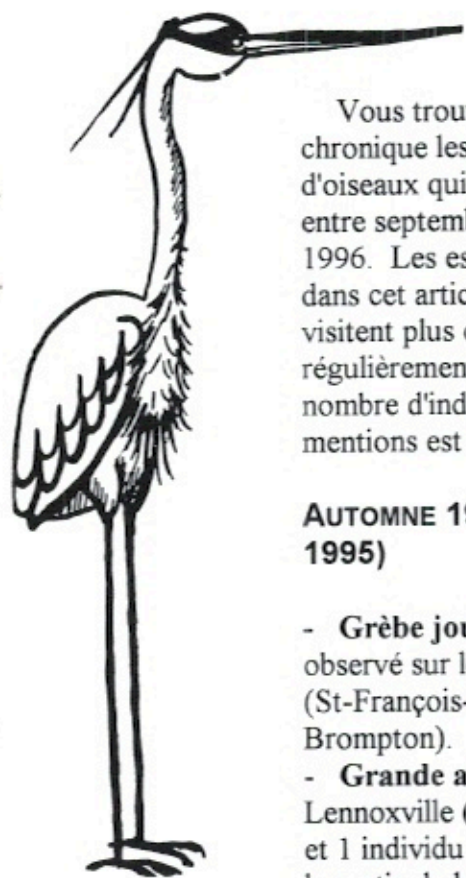 Vous trou
chronique les
d'oiseaux qui
entre septemb
1996. Les es
dans cet artic
visitent plus
régulièremen
nombre d'ind
mentions est
AUTOMNE 19
1995)
- Grèbe jou
observé sur l
(St-François-
Brompton).
- Grande a
Lennoxville (
et 1 individu